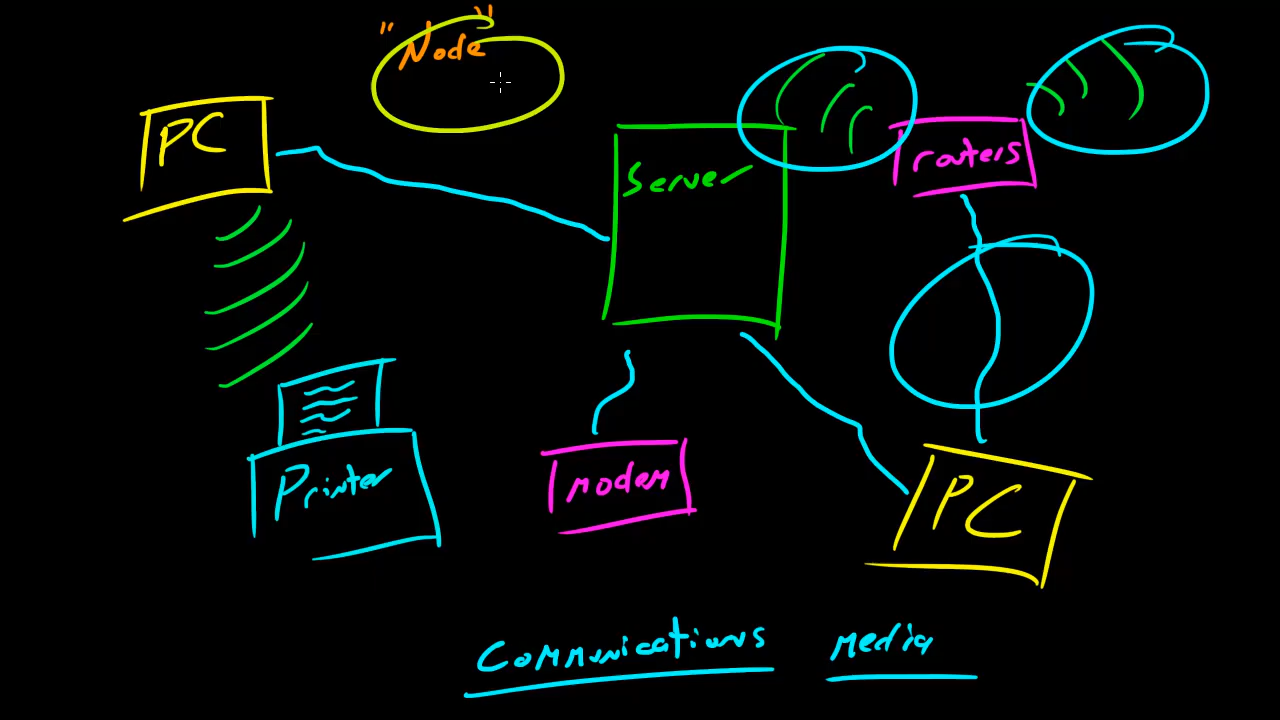 "Node"
PC
Server
routers
Printer
modem
PC
Communications media